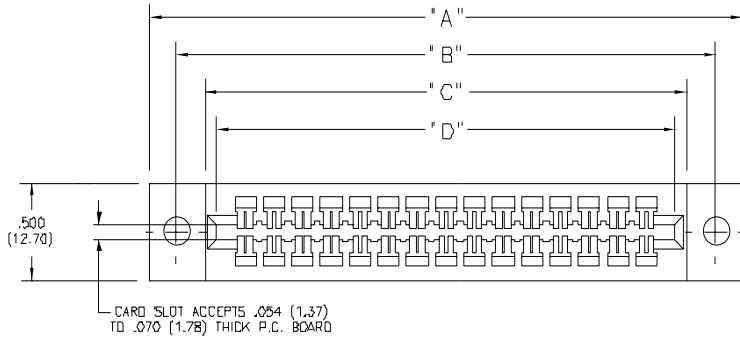 "A"
"B"
"C"
"D"
.500
(12.70)
CARD SLOT ACCEPTS .054 (1.37)
TO .070 (1.78) THICK P.C. BOARD